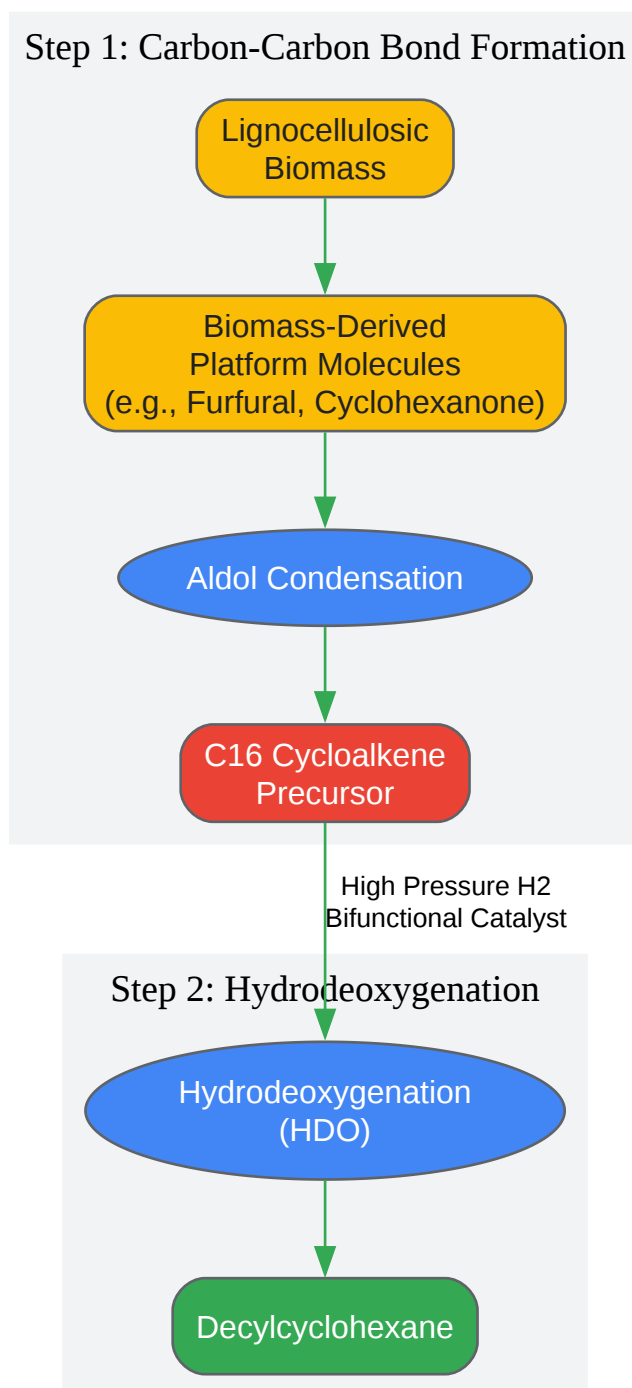 Step 1: Carbon-Carbon Bond Formation
Lignocellulosic
Biomass
Biomass-Derived
Platform Molecules
(e.g., Furfural, Cyclohexanone)
Aldol Condensation
C16 Cycloalkene
Precursor
High Pressure H2
Bifunctional Catalyst
Step 2: Hydrodeoxygenation
Hydrodeoxygenation
(HDO)
Decylcyclohexane